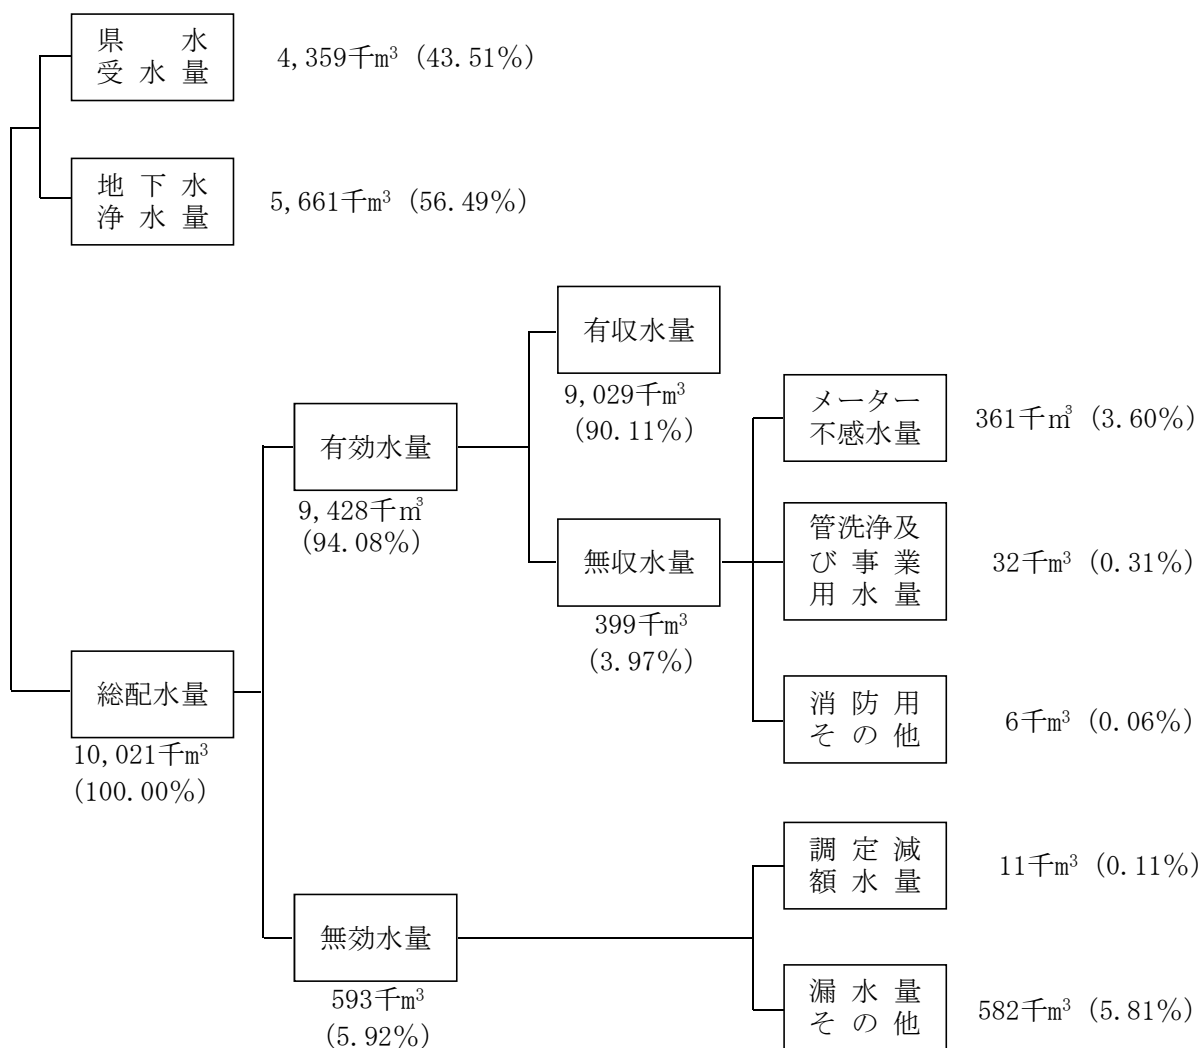 県　　水
受 水 量
4,359千m³ (43.51%)
地 下 水
浄 水 量
5,661千m³ (56.49%)
有収水量
9,029千m³
(90.11%)
メーター
不感水量
361千㎥ (3.60%)
有効水量
9,428千㎥
(94.08%)
管洗浄及
び 事 業
用 水 量
32千m³ (0.31%)
無収水量
399千m³
(3.97%)
総配水量
10,021千m³
(100.00%)
消 防 用
そ の 他
6千m³ (0.06%)
調 定 減
額 水 量
11千m³ (0.11%)
無効水量
593千m³
(5.92%)
漏 水 量
そ の 他
582千m³ (5.81%)